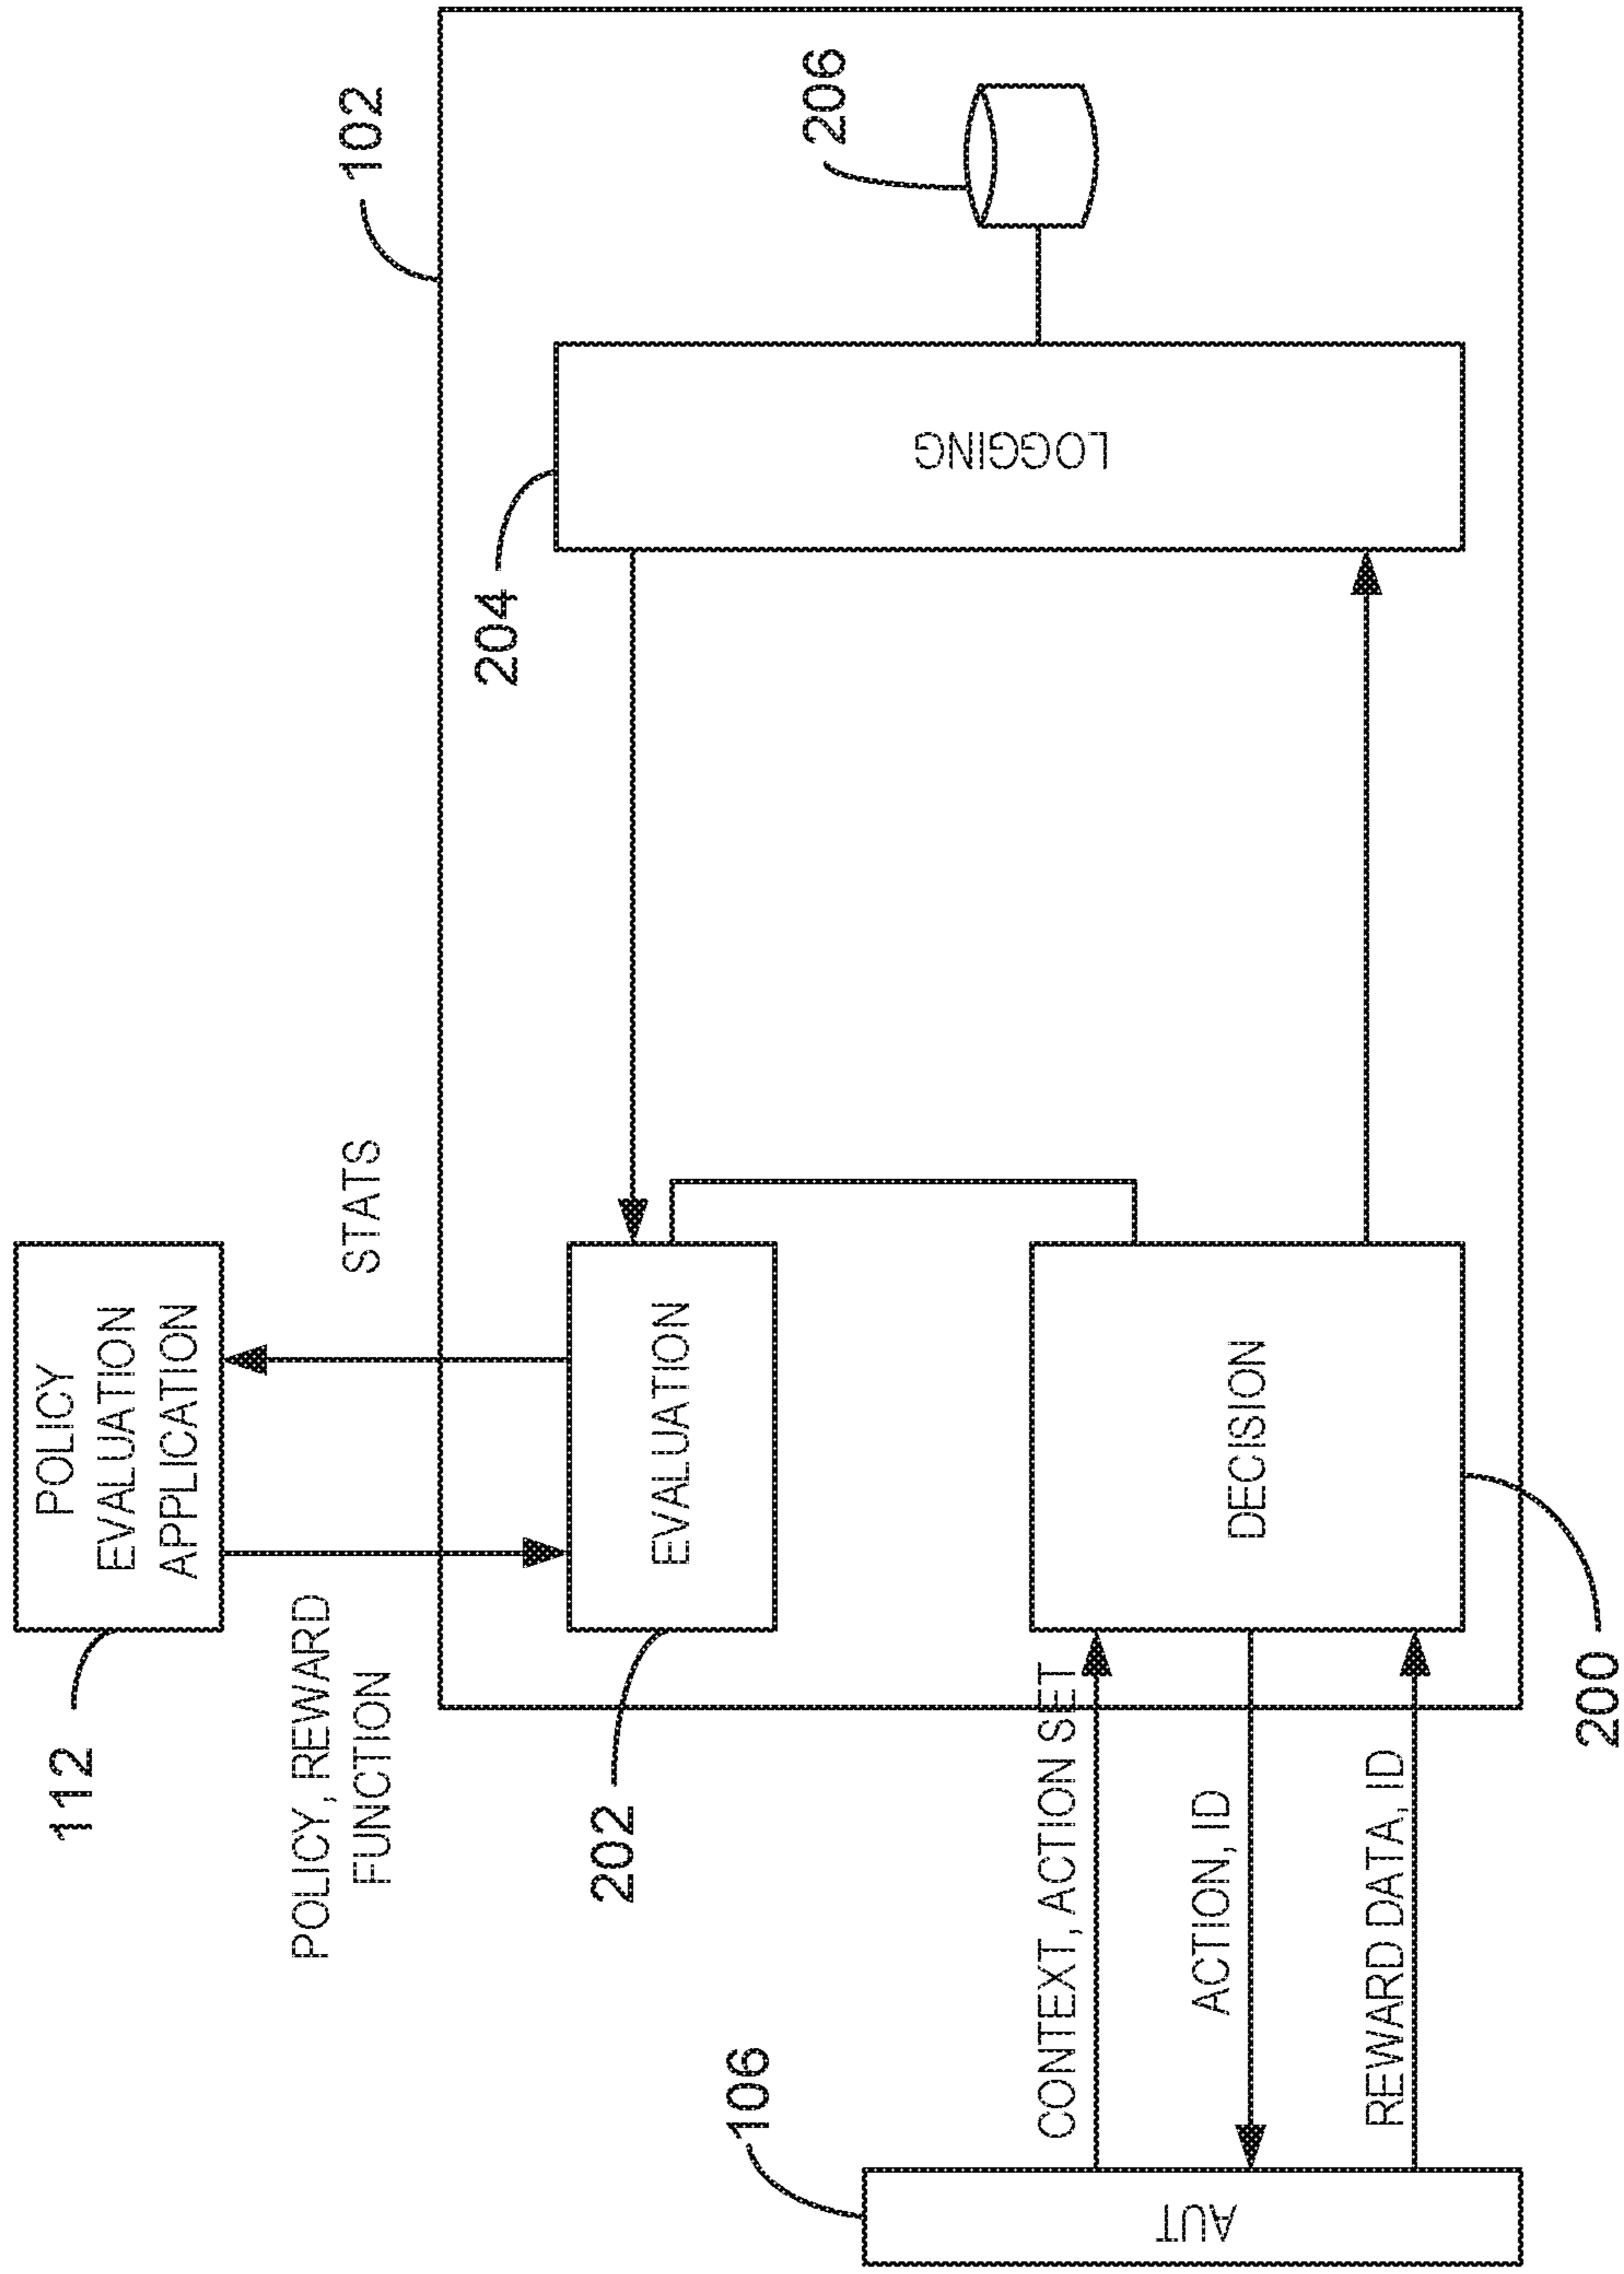 112
POLICY
EVALUATION
APPLICATION
POLICY, REWARD
FUNCTION
STATS
102
202
EVALUATION
204
LOGGING
206
106
AUT
CONTEXT, ACTION SET
ACTION, ID
REWARD DATA, ID
DECISION
200